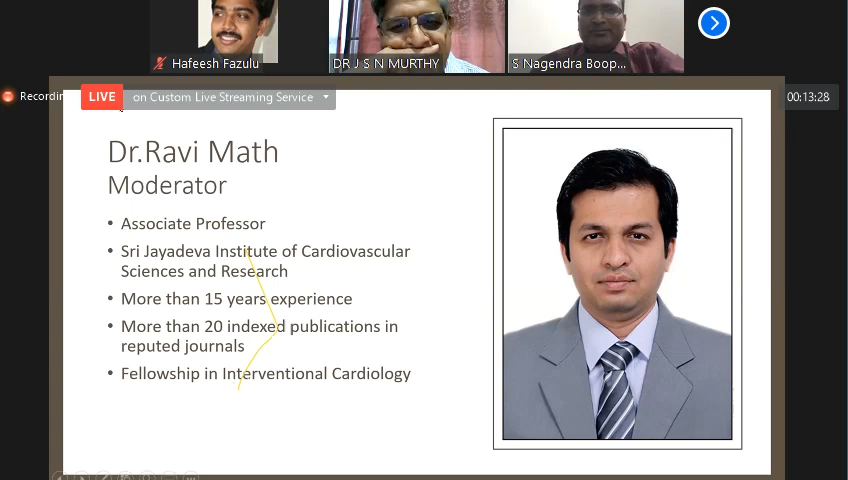 Hafeesh Fazulu
DR J S N MURTHY
S Nagendra Boop...
LIVE
on Custom Live Streaming Service
00:13:28
Dr.Ravi Math
Moderator
• Associate Professor
• Sri Jayadeva Institute of Cardiovascular
Sciences and Research
• More than 15 years experience
• More than 20 indexed publications in
reputed journals
• Fellowship in Interventional Cardiology